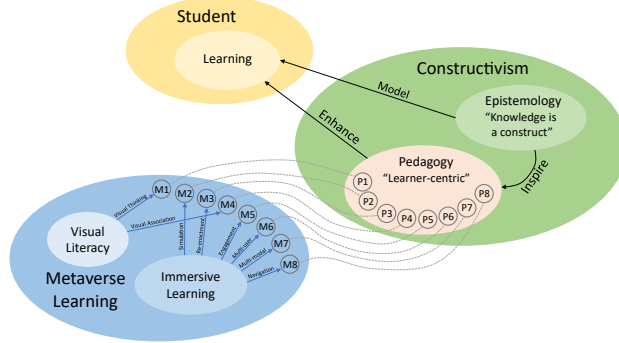 Student
Learning
Constructivism
Model
Epistemology
“Knowledge is
a construct”
Enhance
Inspire
Pedagogy
“Learner-centric”
P1
P2
P3
P4
P5
P6
P7
P8
M1
M2
M3
M4
M5
M6
M7
M8
Visual Thinking
Visual Association
Simulation
Re-enactment
Engagement
Multi-user
Multi-modal
Navigation
Visual
Literacy
Immersive
Learning
Metaverse
Learning